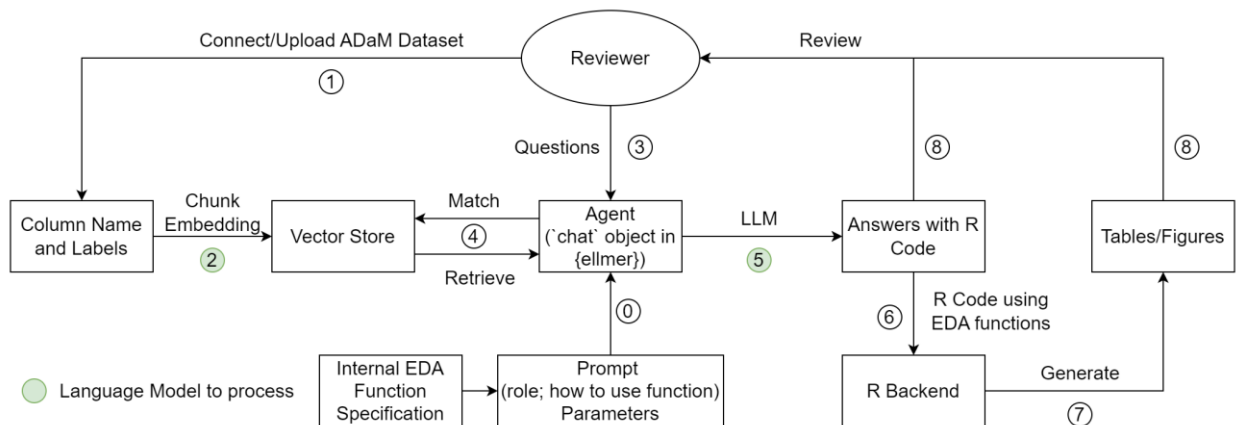 Connect/Upload ADaM Dataset
1
Reviewer
Review
Questions
3
8
8
Column Name
and Labels
Chunk
Embedding
2
Vector Store
Match
4
Retrieve
Agent
(`chat` object in
{ellmer})
LLM
5
Answers with R
Code
Tables/Figures
0
6
R Code using
EDA functions
Language Model to process
Internal EDA
Function
Specification
Prompt
(role; how to use function)
Parameters
R Backend
Generate
7